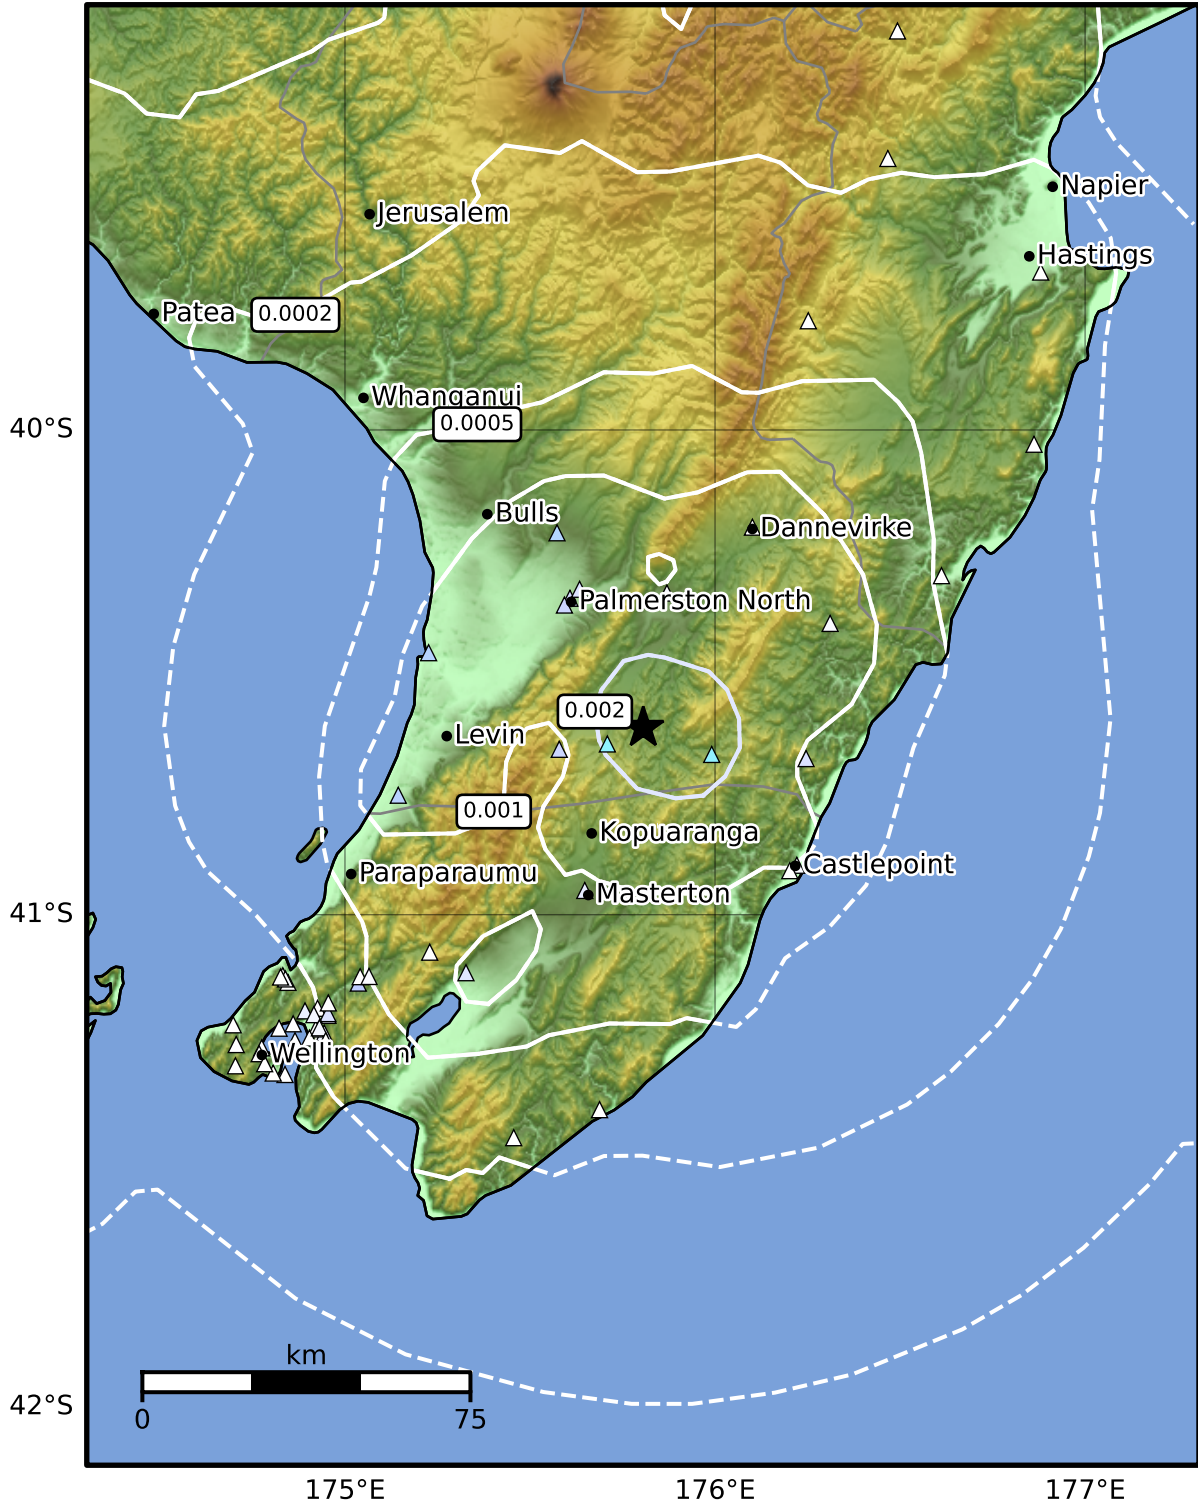 Napier
Jerusalem
Hastings
Patea
0.0002
Whanganui
0.0005
40°S
Bulls
Dannevirke
Palmerston North
0.002
Levin
0.001
Kopuaranga
Castlepoint
Paraparaumu
Masterton
41°S
Wellington
km
0 75
42°S
175°E 176°E 177°E